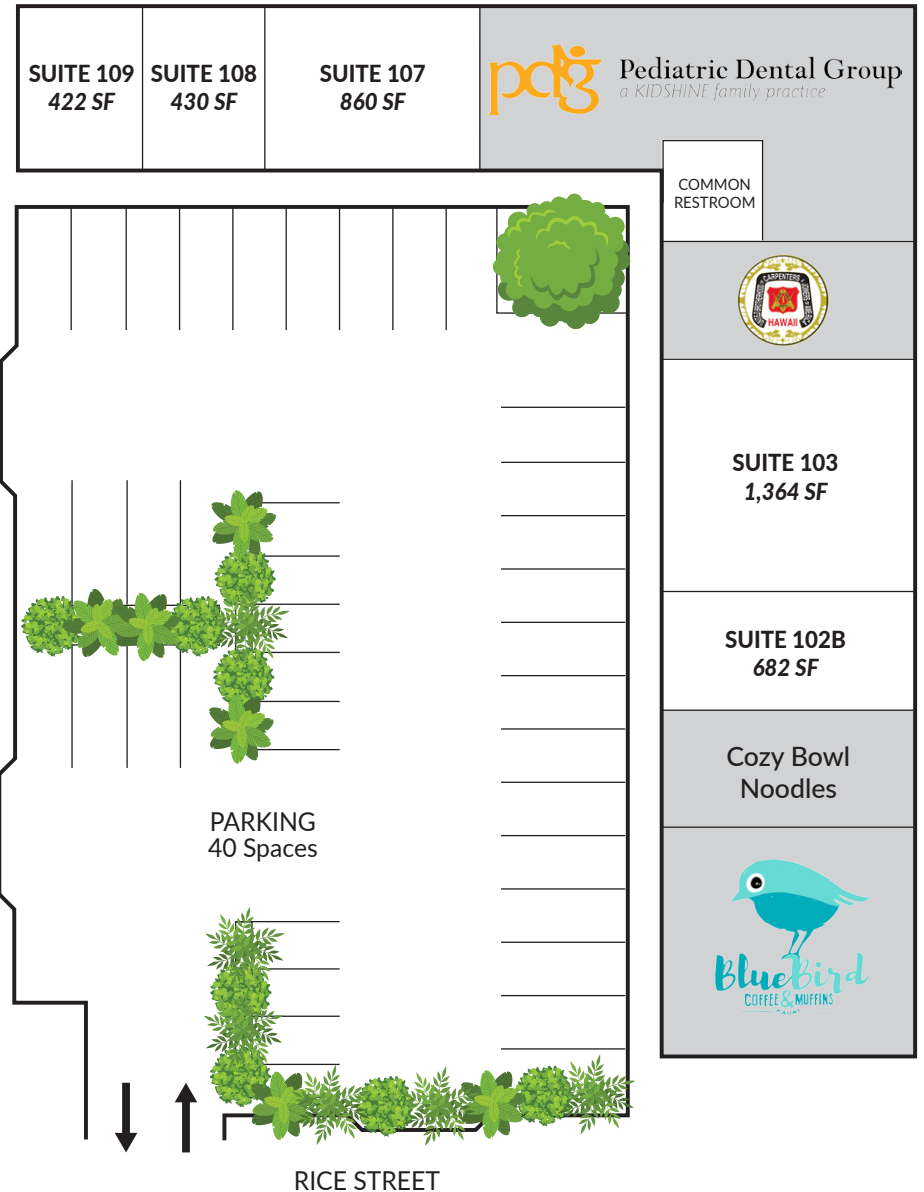 SUITE 109
422 SF
SUITE 108
430 SF
SUITE 107
860 SF
pdg
Pediatric Dental Group
a KIDSHINE family practice
COMMON
RESTROOM
CARPENTERS
HAWAII
SUITE 103
1,364 SF
SUITE 102B
682 SF
Cozy Bowl
Noodles
BlueBird
COFFEE & MUFFINS
PARKING
40 Spaces
RICE STREET